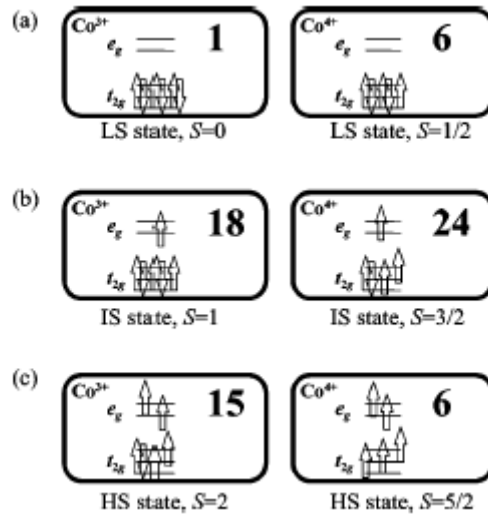 (a)
Co3+ 1
eg
t2g
LS state, S=0
Co4+ 6
eg
t2g
LS state, S=1/2
(b)
Co3+ 18
eg
t2g
IS state, S=1
Co4+ 24
eg
t2g
IS state, S=3/2
(c)
Co3+ 15
eg
t2g
HS state, S=2
Co4+ 6
eg
t2g
HS state, S=5/2